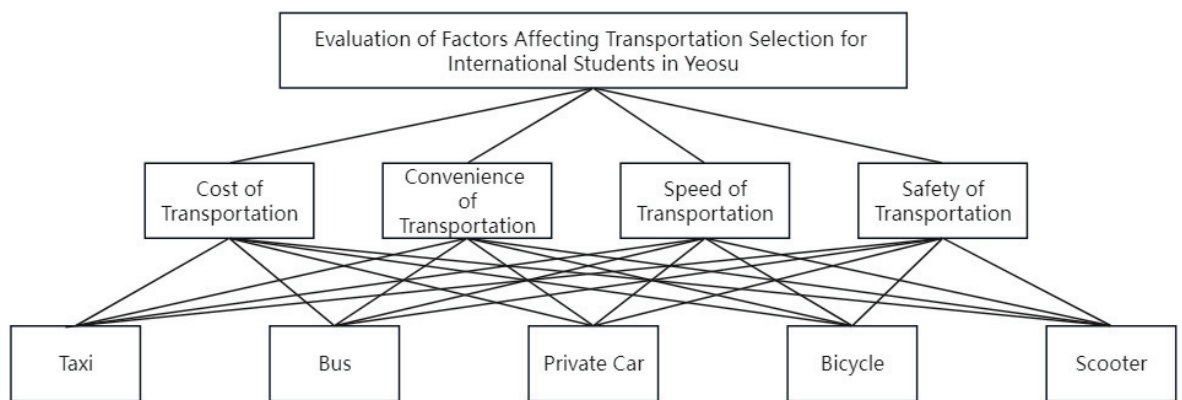 Evaluation of Factors Affecting Transportation Selection for
International Students in Yeosu
Cost of
Transportation
Convenience
of
Transportation
Speed of
Transportation
Safety of
Transportation
Taxi
Bus
Private Car
Bicycle
Scooter